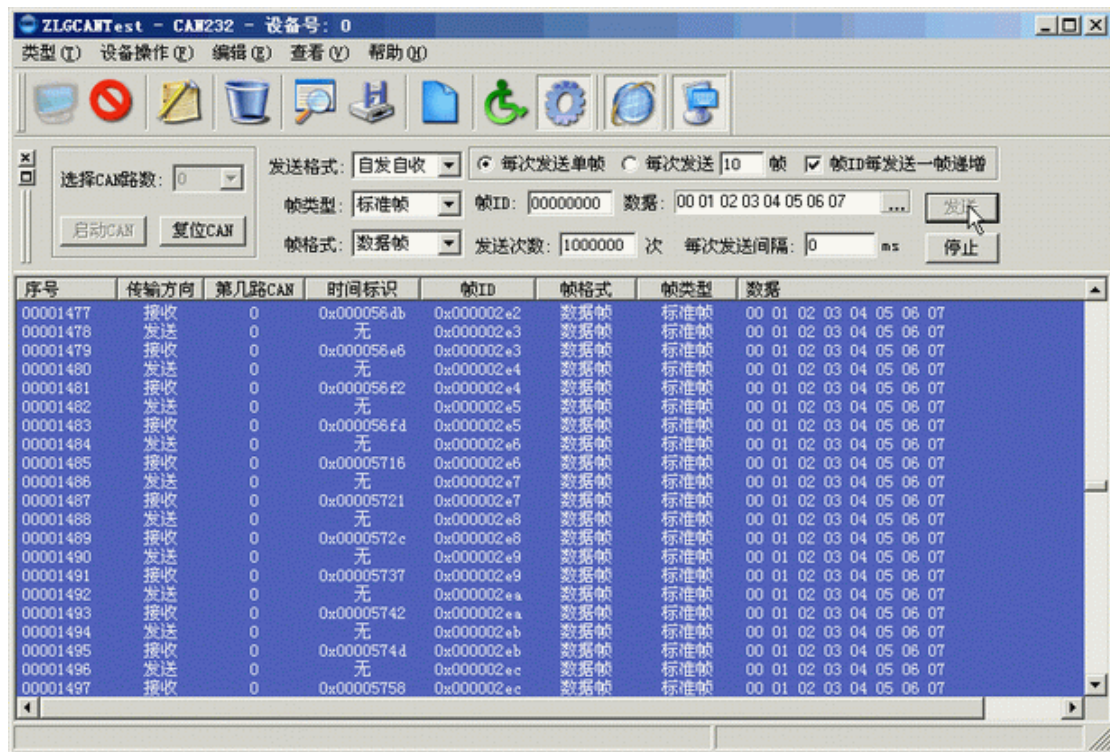 ZLGCANTest - CAN232 - 设备号: 0
类型(T) 设备操作(F) 编辑(E) 查看(V) 帮助(H)
选择CAN路数: 0 发送格式: 自发自收 每次发送单帧 每次发送 10 帧 帧ID每发送一帧递增
帧类型: 标准帧 帧ID: 00000000 数据: 00 01 02 03 04 05 06 07 ... 发送
启动CAN 复位CAN 帧格式: 数据帧 发送次数: 1000000 次 每次发送间隔: 0 ms 停止
序号 传输方向 第几路CAN 时间标识 帧ID 帧格式 帧类型 数据
00001477 接收 0 0x000056db 0x000002e2 数据帧 标准帧 00 01 02 03 04 05 06 07
00001478 发送 0 无 0x000002e3 数据帧 标准帧 00 01 02 03 04 05 06 07
00001479 接收 0 0x000056e6 0x000002e3 数据帧 标准帧 00 01 02 03 04 05 06 07
00001480 发送 0 无 0x000002e4 数据帧 标准帧 00 01 02 03 04 05 06 07
00001481 接收 0 0x000056f2 0x000002e4 数据帧 标准帧 00 01 02 03 04 05 06 07
00001482 发送 0 无 0x000002e5 数据帧 标准帧 00 01 02 03 04 05 06 07
00001483 接收 0 0x000056fd 0x000002e5 数据帧 标准帧 00 01 02 03 04 05 06 07
00001484 发送 0 无 0x000002e6 数据帧 标准帧 00 01 02 03 04 05 06 07
00001485 接收 0 0x00005716 0x000002e6 数据帧 标准帧 00 01 02 03 04 05 06 07
00001486 发送 0 无 0x000002e7 数据帧 标准帧 00 01 02 03 04 05 06 07
00001487 接收 0 0x00005721 0x000002e7 数据帧 标准帧 00 01 02 03 04 05 06 07
00001488 发送 0 无 0x000002e8 数据帧 标准帧 00 01 02 03 04 05 06 07
00001489 接收 0 0x0000572c 0x000002e8 数据帧 标准帧 00 01 02 03 04 05 06 07
00001490 发送 0 无 0x000002e9 数据帧 标准帧 00 01 02 03 04 05 06 07
00001491 接收 0 0x00005737 0x000002e9 数据帧 标准帧 00 01 02 03 04 05 06 07
00001492 发送 0 无 0x000002ea 数据帧 标准帧 00 01 02 03 04 05 06 07
00001493 接收 0 0x00005742 0x000002ea 数据帧 标准帧 00 01 02 03 04 05 06 07
00001494 发送 0 无 0x000002eb 数据帧 标准帧 00 01 02 03 04 05 06 07
00001495 接收 0 0x0000574d 0x000002eb 数据帧 标准帧 00 01 02 03 04 05 06 07
00001496 发送 0 无 0x000002ec 数据帧 标准帧 00 01 02 03 04 05 06 07
00001497 接收 0 0x00005758 0x000002ec 数据帧 标准帧 00 01 02 03 04 05 06 07